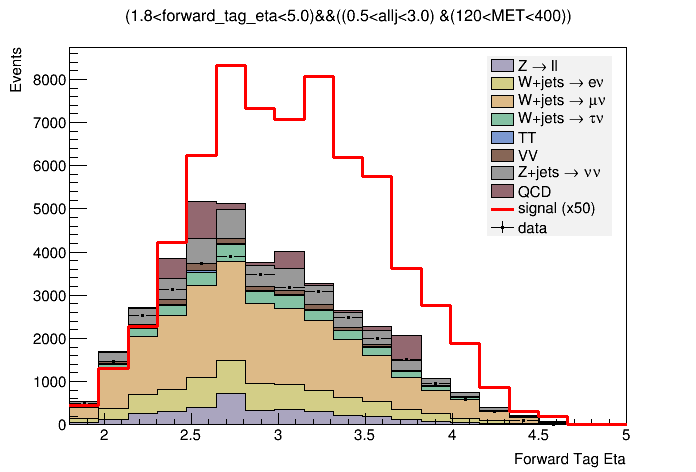 (1.8<forward_tag_eta<5.0)&&((0.5<allj<3.0) &(120<MET<400))
Events
8000
7000
6000
5000
4000
3000
2000
1000
0
2
2.5
3
3.5
4
4.5
5
Forward Tag Eta
Z → ll
W+jets → eν
W+jets → μν
W+jets → τν
TT
VV
Z+jets → νν
QCD
signal (x50)
data